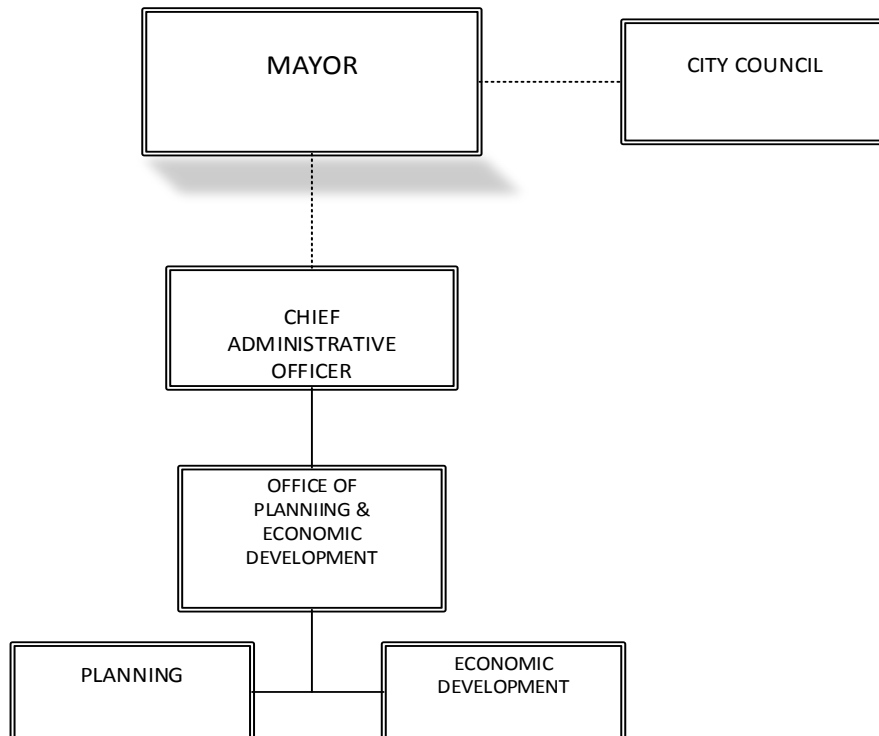 MAYOR
CITY COUNCIL
CHIEF
ADMINISTRATIVE
OFFICER
OFFICE OF
PLANNIING &
ECONOMIC
DEVELOPMENT
PLANNING
ECONOMIC
DEVELOPMENT